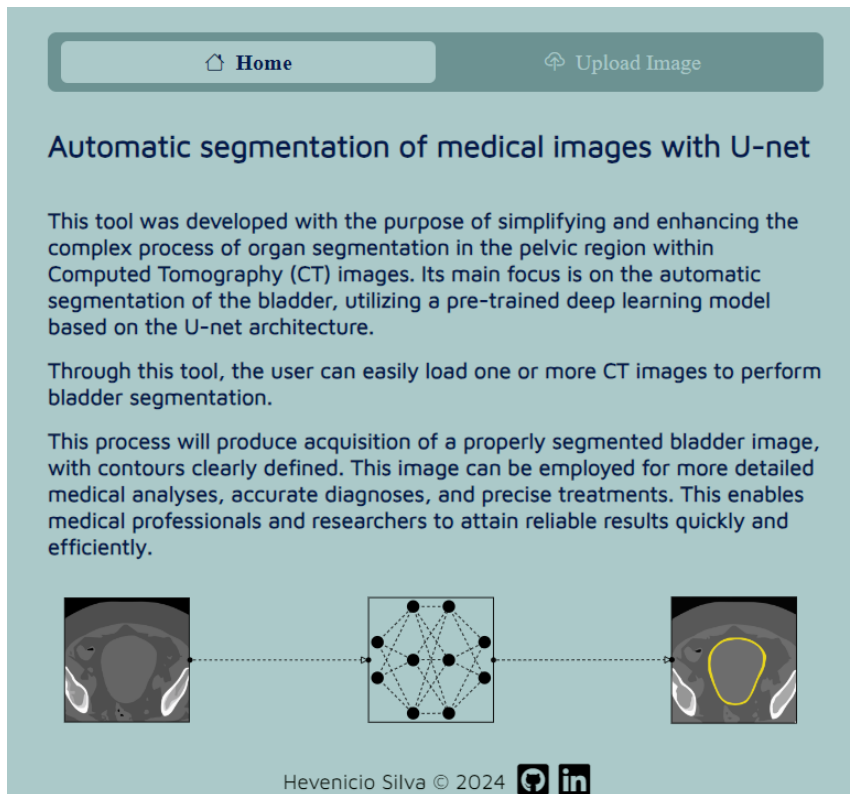 Home
Upload Image
Automatic segmentation of medical images with U-net
This tool was developed with the purpose of simplifying and enhancing the
complex process of organ segmentation in the pelvic region within
Computed Tomography (CT) images. Its main focus is on the automatic
segmentation of the bladder, utilizing a pre-trained deep learning model
based on the U-net architecture.
Through this tool, the user can easily load one or more CT images to perform
bladder segmentation.
This process will produce acquisition of a properly segmented bladder image,
with contours clearly defined. This image can be employed for more detailed
medical analyses, accurate diagnoses, and precise treatments. This enables
medical professionals and researchers to attain reliable results quickly and
efficiently.
Hevenicio Silva © 2024 in